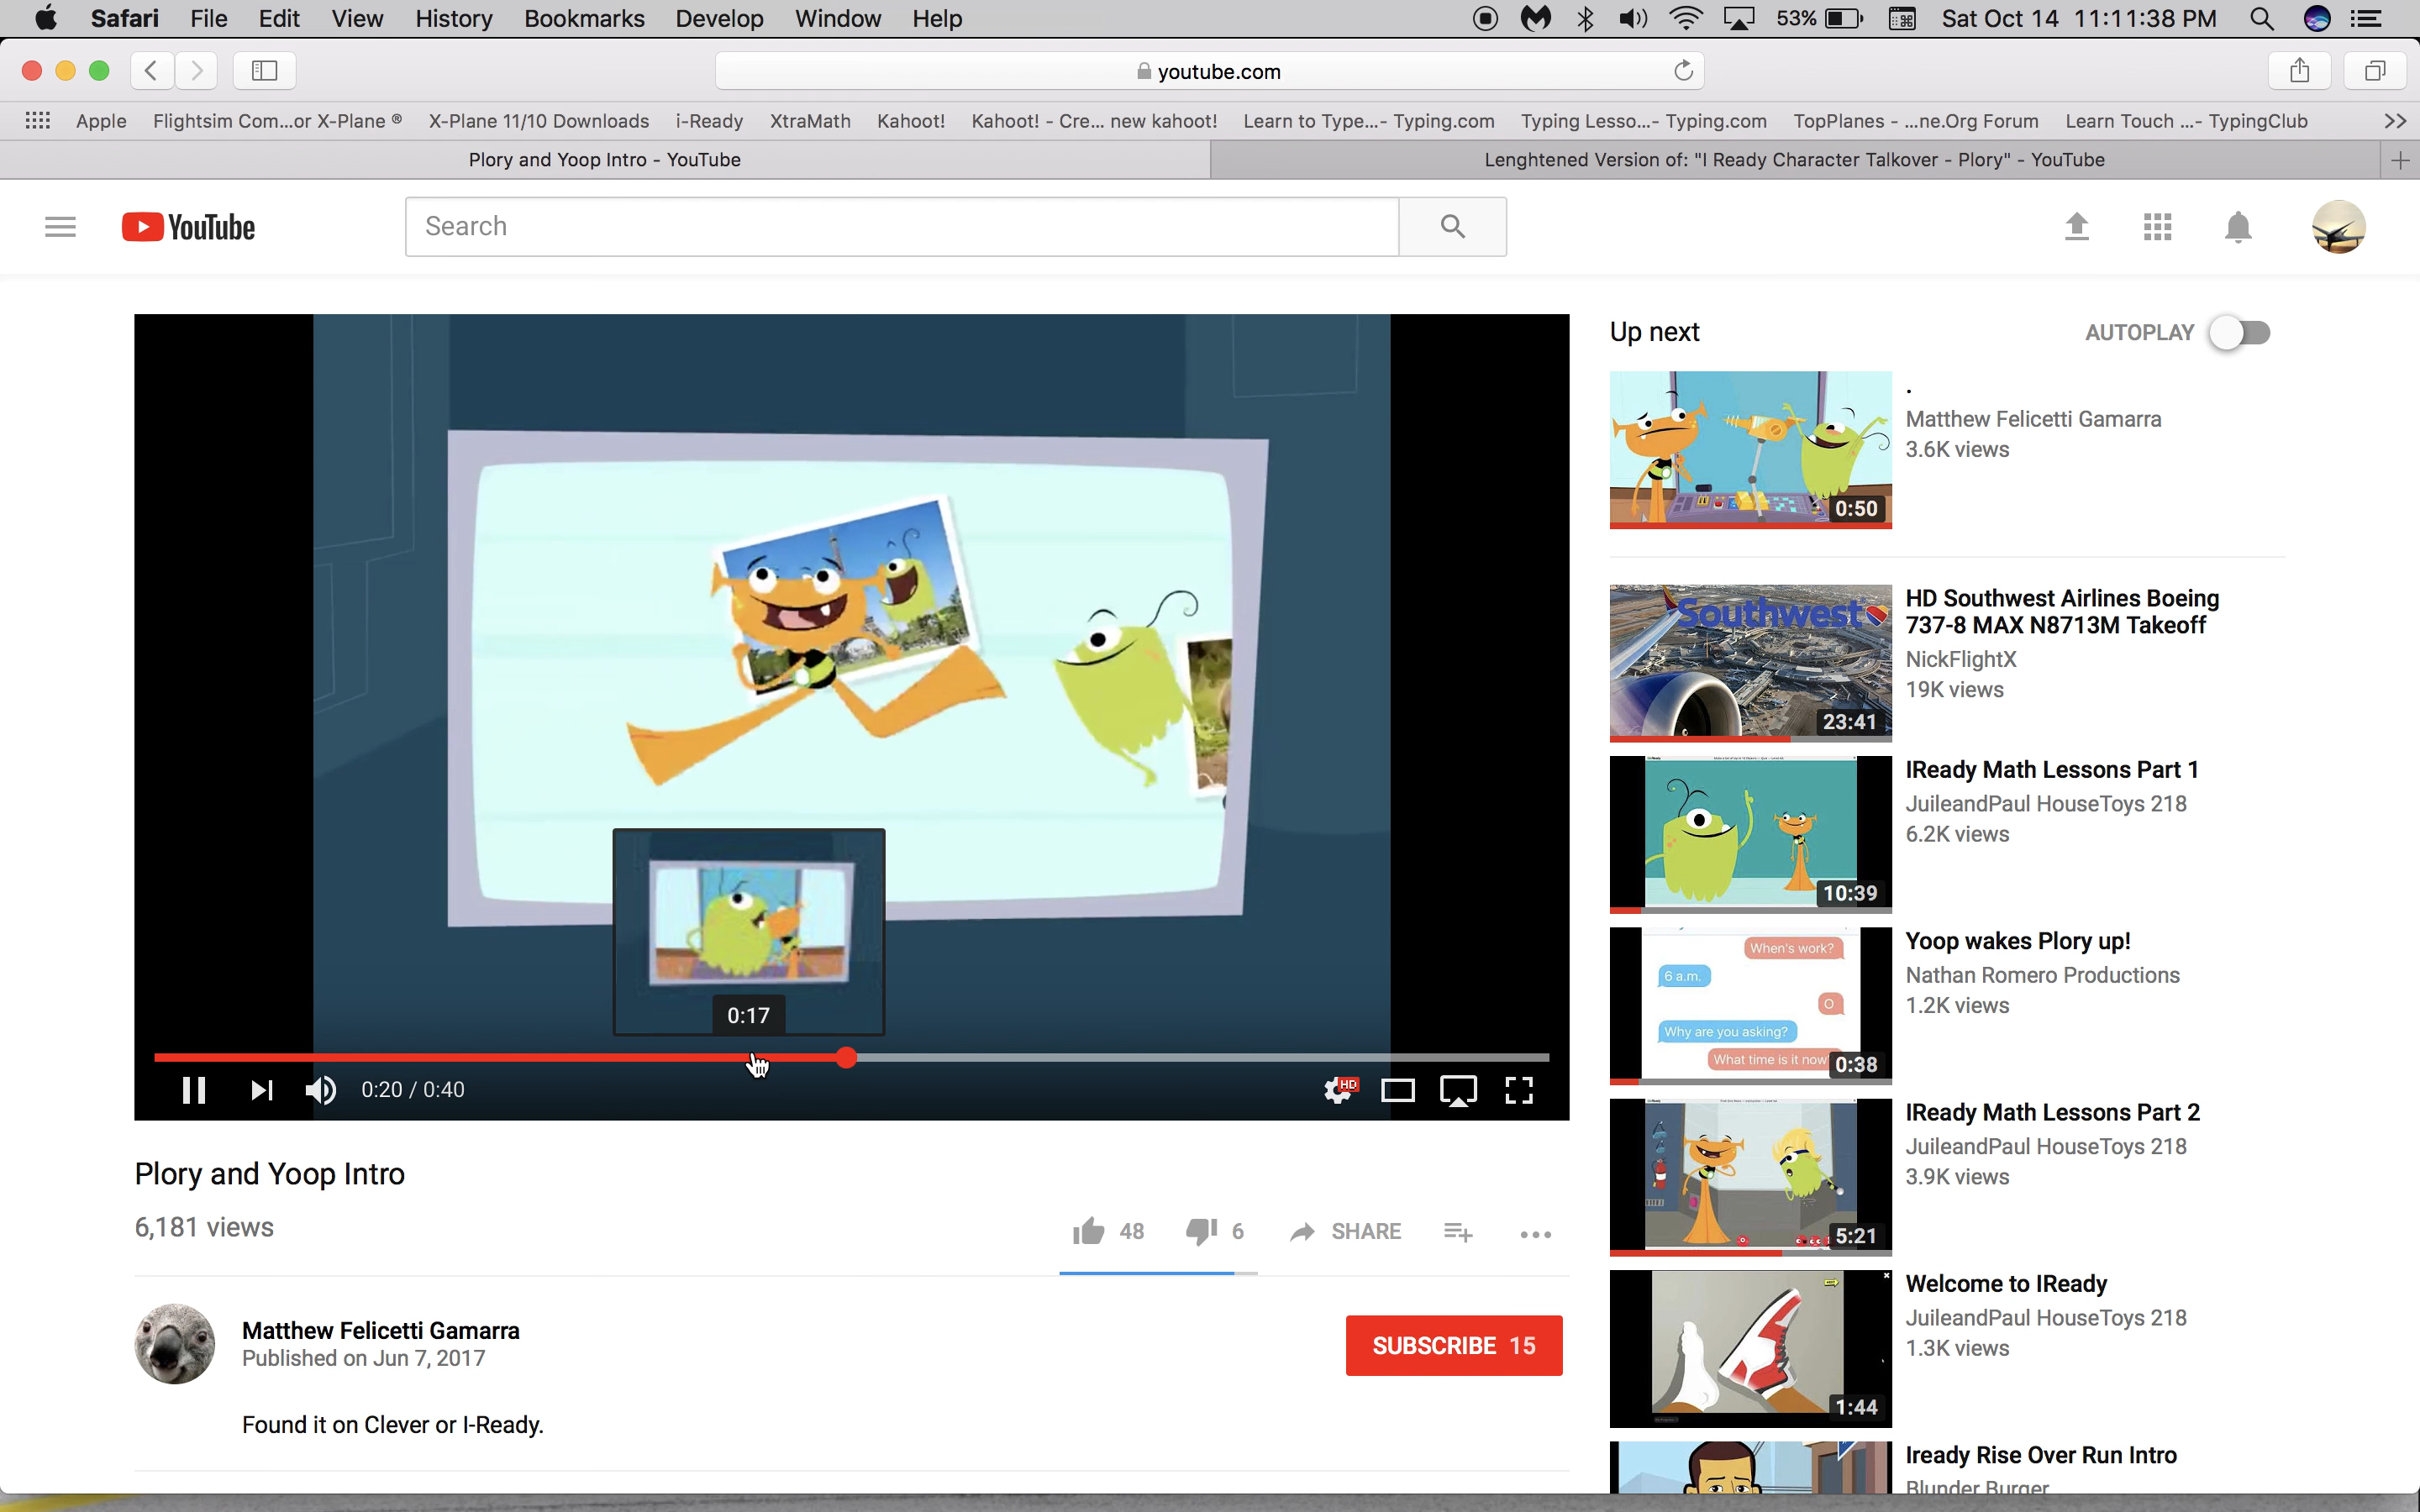 Safari File Edit View History Bookmarks Develop Window Help 53% Sat Oct 14 11:11:38 PM
youtube.com
Apple Flightsim Com...or X-Plane ® X-Plane 11/10 Downloads i-Ready XtraMath Kahoot! Kahoot! - Cre... new kahoot! Learn to Type...- Typing.com Typing Lesso...- Typing.com TopPlanes - ...ne.Org Forum Learn Touch ...- TypingClub >>
Plory and Yoop Intro - YouTube Lenghtened Version of: "I Ready Character Talkover - Plory" - YouTube
YouTube Search
0:17
0:20 / 0:40 HD
Plory and Yoop Intro
6,181 views
48 6 SHARE
Matthew Felicetti Gamarra
Published on Jun 7, 2017
SUBSCRIBE 15
Found it on Clever or I-Ready.
Up next AUTOPLAY
.
Matthew Felicetti Gamarra
3.6K views
0:50
Southwest
HD Southwest Airlines Boeing
737-8 MAX N8713M Takeoff
NickFlightX
19K views
23:41
IReady Math Lessons Part 1
JuileandPaul HouseToys 218
6.2K views
10:39
When's work?
6 a.m.
O
Why are you asking?
What time is it now
0:38
Yoop wakes Plory up!
Nathan Romero Productions
1.2K views
IReady Math Lessons Part 2
JuileandPaul HouseToys 218
3.9K views
5:21
Welcome to IReady
JuileandPaul HouseToys 218
1.3K views
1:44
Iready Rise Over Run Intro
Blunder Burger